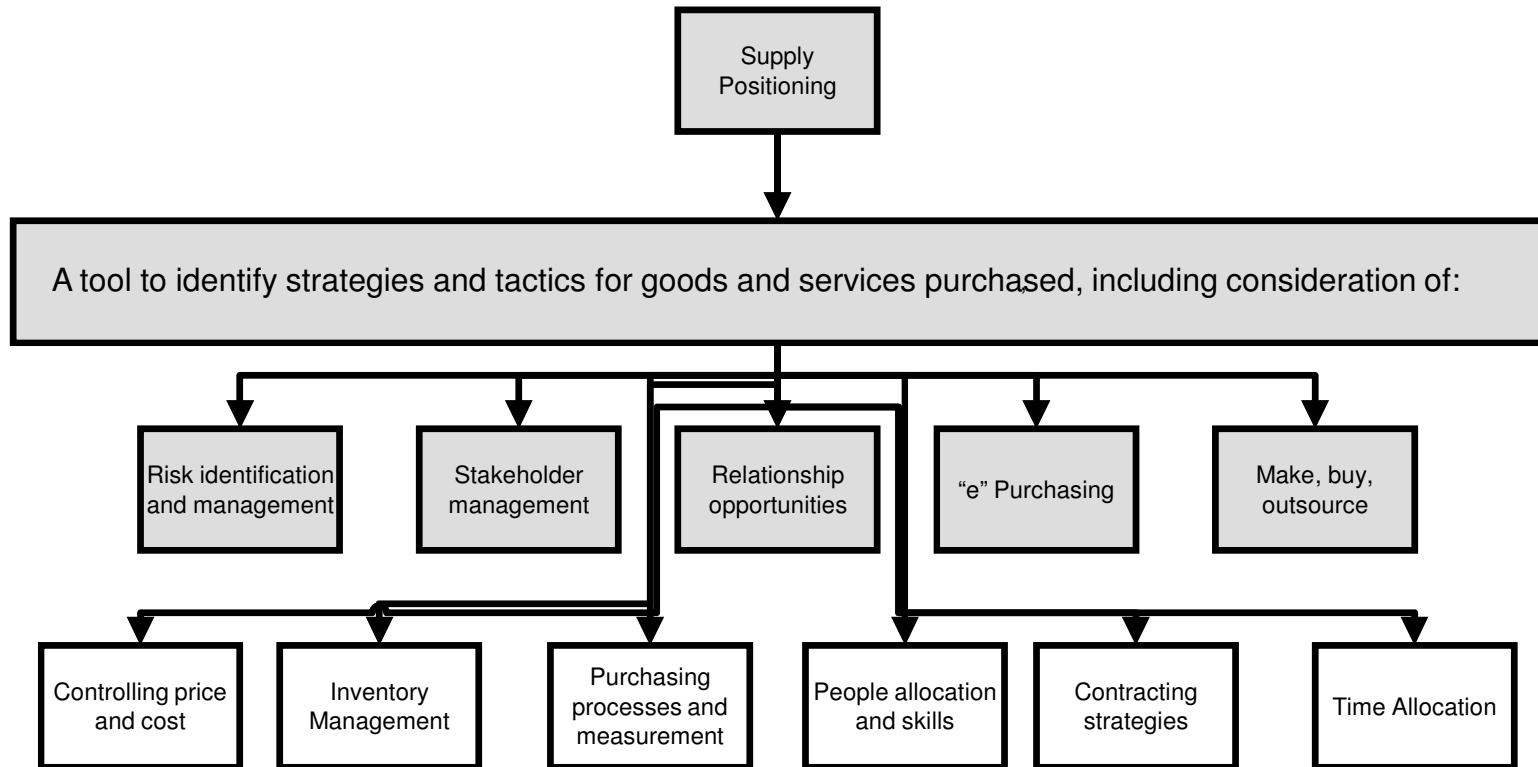 Supply
Positioning
A tool to identify strategies and tactics for goods and services purchased, including consideration of:
Risk identification
and management
Stakeholder
management
Relationship
opportunities
“e” Purchasing
Make, buy,
outsource
Controlling price
and cost
Inventory
Management
Purchasing
processes and
measurement
People allocation
and skills
Contracting
strategies
Time Allocation